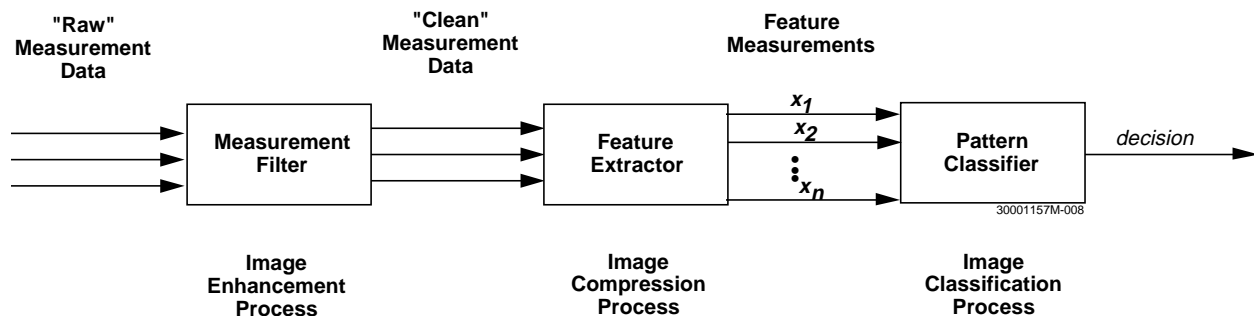 "Raw"
Measurement
Data
"Clean"
Measurement
Data
Feature
Measurements
Measurement
Filter
Feature
Extractor
x1
x2
xn
Pattern
Classifier
decision
30001157M-008
Image
Enhancement
Process
Image
Compression
Process
Image
Classification
Process